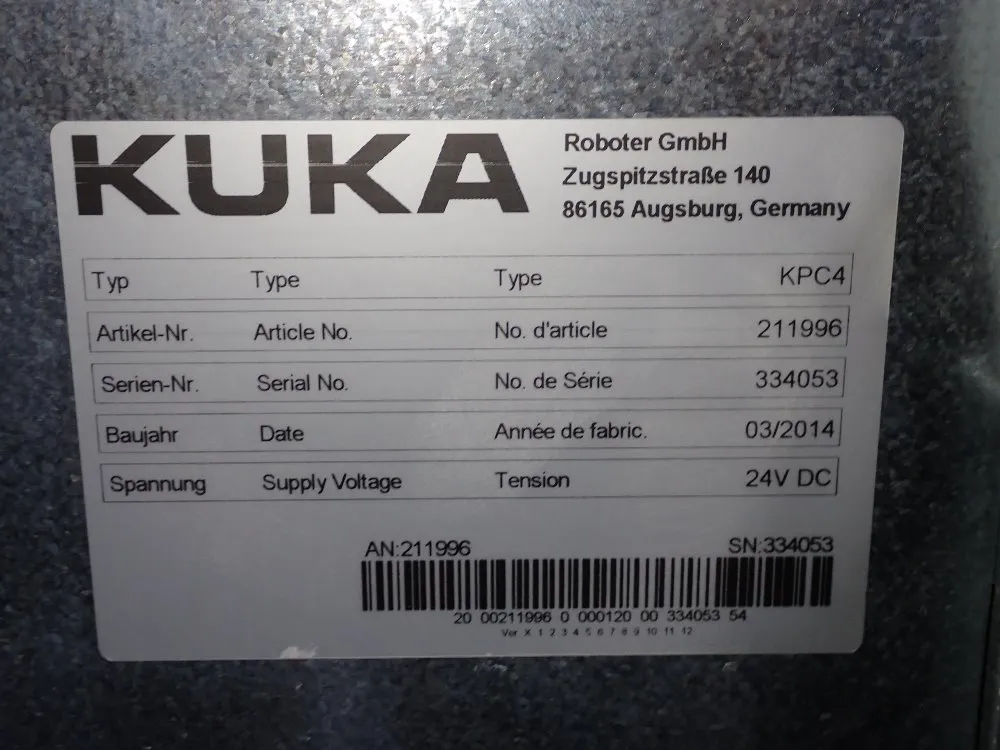 KUKA
Roboter GmbH
Zugspitzstraße 140
86165 Augsburg, Germany
Typ Type Type KPC4
Artikel-Nr. Article No. No. d'article 211996
Serien-Nr. Serial No. No. de Série 334053
Baujahr Date Année de fabric. 03/2014
Spannung Supply Voltage Tension 24V DC
AN:211996 SN:334053
20 00211996 0 000120 00 334053 54
Ver X 1 2 3 4 5 6 7 8 9 10 11 12